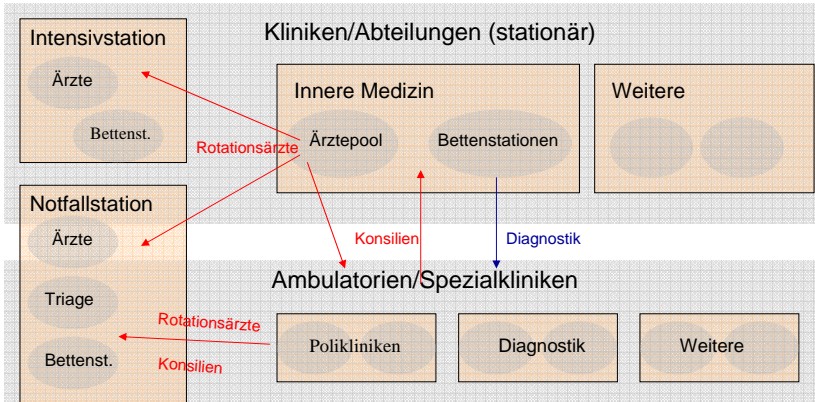 Kliniken/Abteilungen (stationär)
Intensivstation
Ärzte
Bettenst.
Innere Medizin
Ärztepool
Bettenstationen
Weitere
Rotationsärzte
Notfallstation
Ärzte
Triage
Bettenst.
Konsilien
Diagnostik
Ambulatorien/Spezialkliniken
Rotationsärzte
Konsilien
Polikliniken
Diagnostik
Weitere